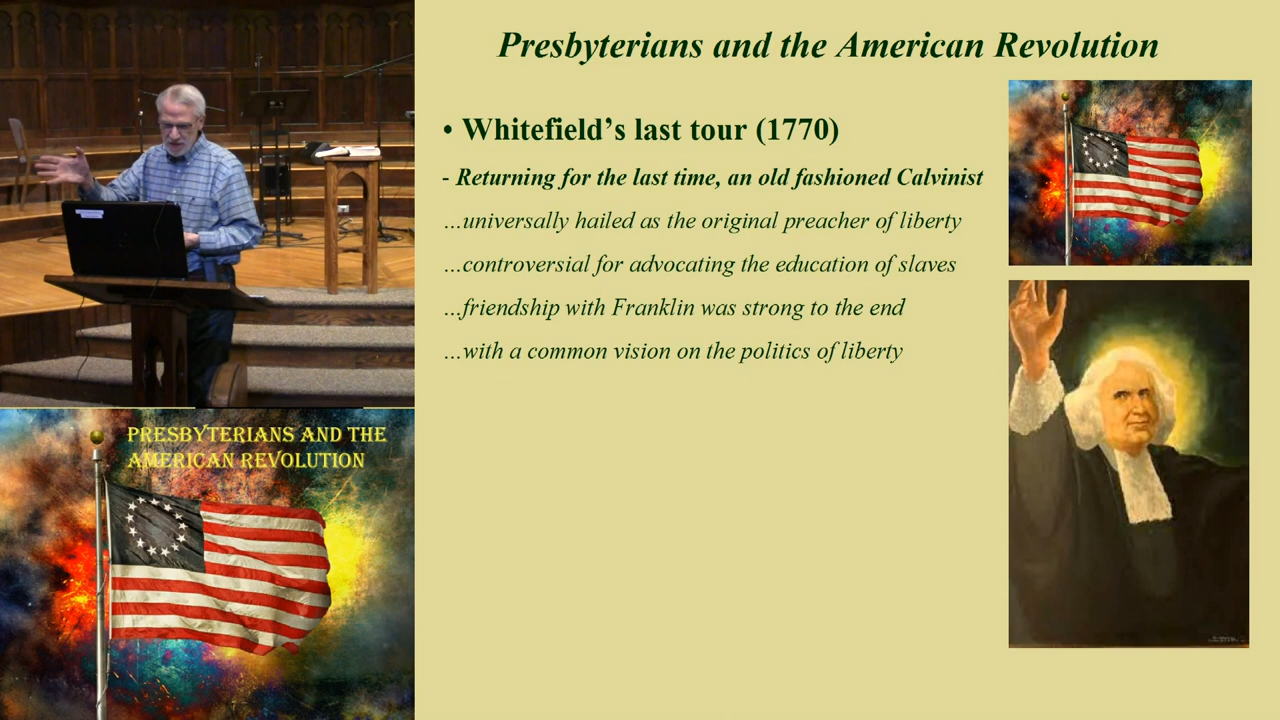 Presbyterians and the American Revolution
• Whitefield’s last tour (1770)
- Returning for the last time, an old fashioned Calvinist
...universally hailed as the original preacher of liberty
...controversial for advocating the education of slaves
...friendship with Franklin was strong to the end
...with a common vision on the politics of liberty
PRESBYTERIANS AND THE
AMERICAN REVOLUTION